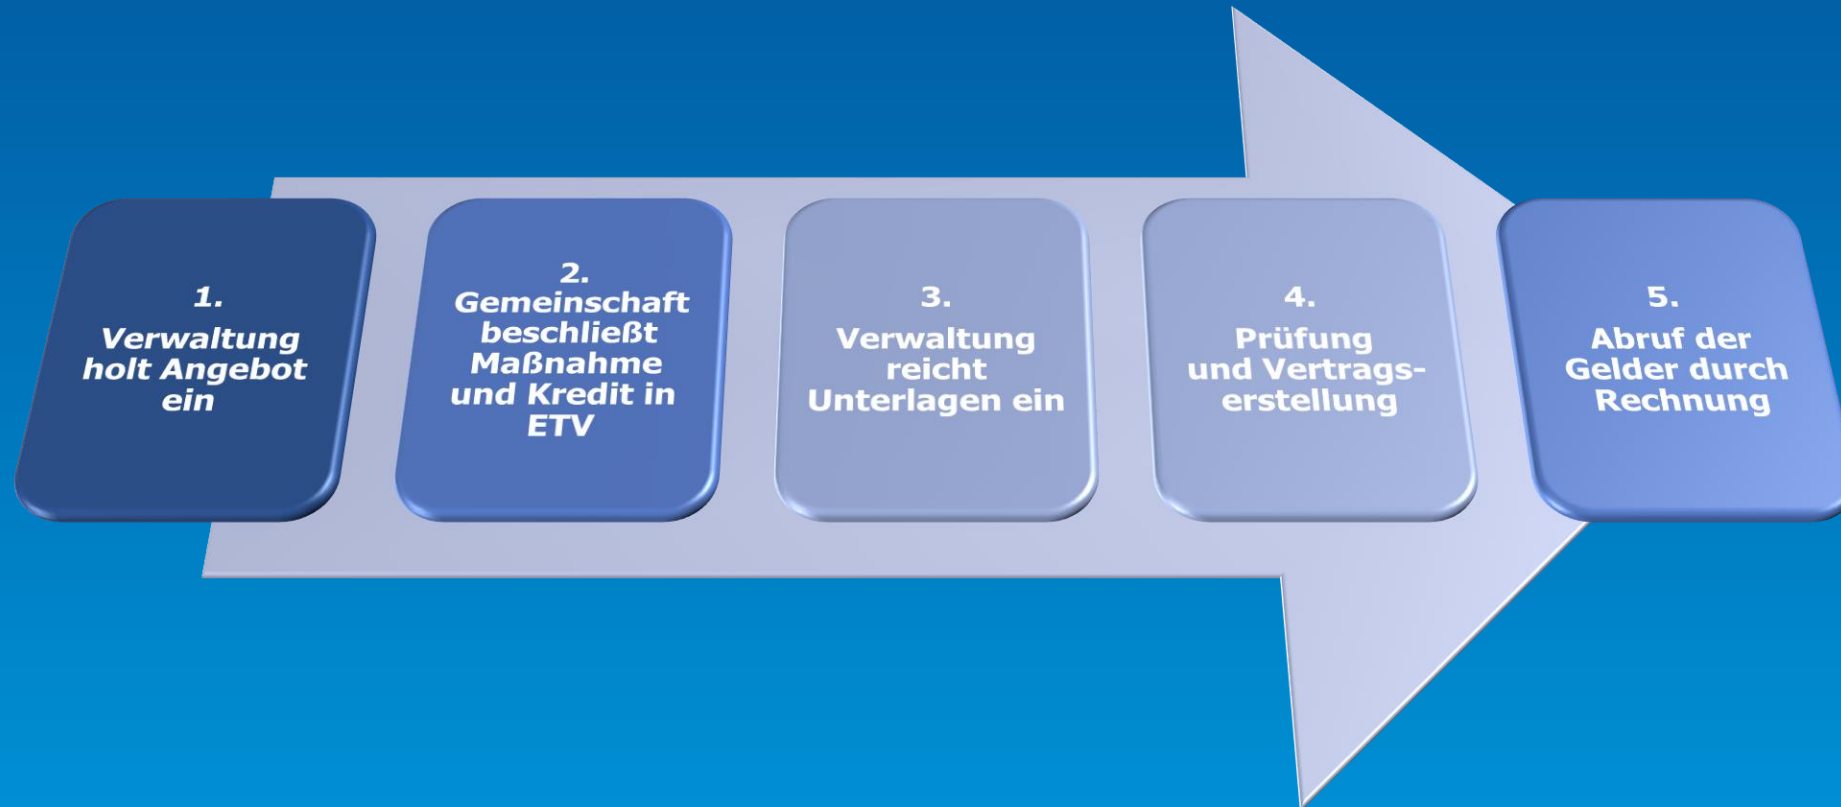 1.
Verwaltung
holt Angebot
ein
2.
Gemeinschaft
beschließt
Maßnahme
und Kredit in
ETV
3.
Verwaltung
reicht
Unterlagen ein
4.
Prüfung
und Vertrags-
erstellung
5.
Abruf der
Gelder durch
Rechnung